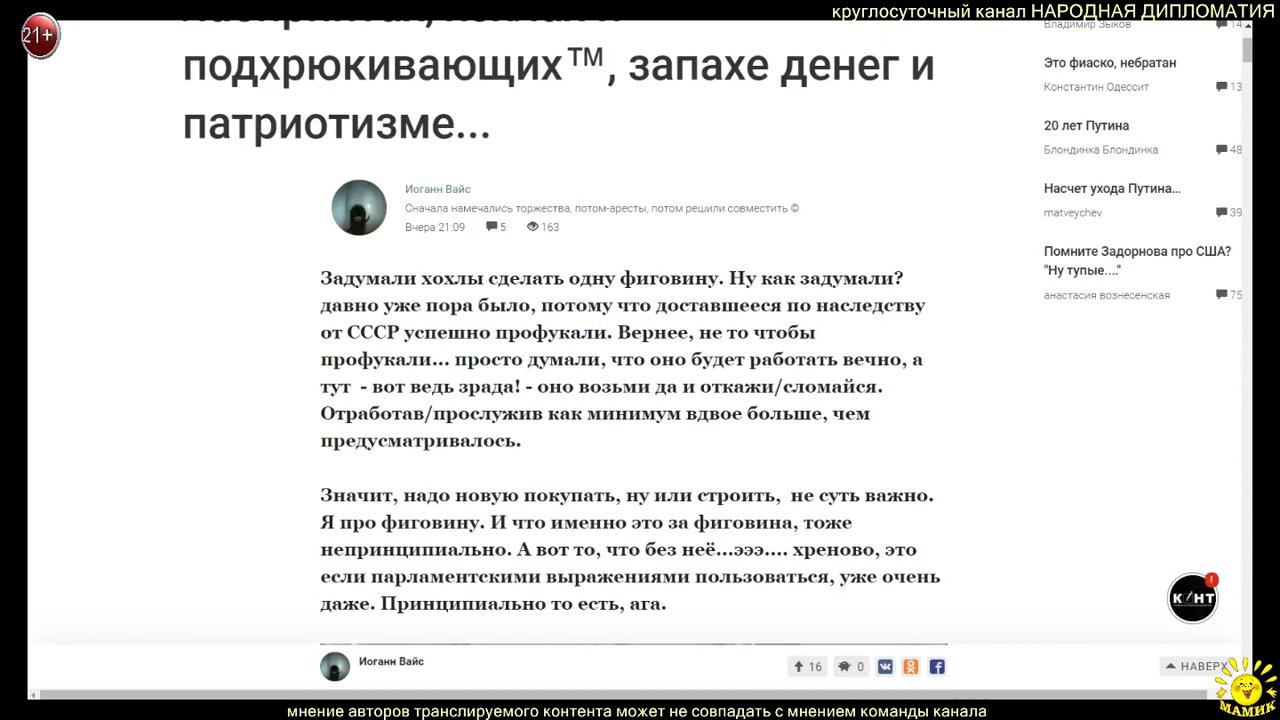 круглосуточный канал НАРОДНАЯ ДИПЛОМАТИЯ
21+
подхрюкивающих™, запахе денег и
патриотизме...
Иоганн Вайс
Сначала намечались торжества, потом-аресты, потом решили совместить ©
Вчера 21:09 5 163
Задумали хохлы сделать одну фиговину. Ну как задумали?
давно уже пора было, потому что доставшееся по наследству
от СССР успешно профукали. Вернее, не то чтобы
профукали... просто думали, что оно будет работать вечно, а
тут - вот ведь зрада! - оно возьми да и откажи/сломайся.
Отработав/прослужив как минимум вдвое больше, чем
предусматривалось.
Значит, надо новую покупать, ну или строить, не суть важно.
Я про фиговину. И что именно это за фиговина, тоже
непринципиально. А вот то, что без неё...эээ.... хреново, это
если парламентскими выражениями пользоваться, уже очень
даже. Принципиально то есть, ага.
Иоганн Вайс
16 0
Владимир Зыков 14
Это фиаско, небратан
Константин Одессит 13
20 лет Путина
Блондинка Блондинка 48
Насчет ухода Путина...
matveychev 39
Помните Задорнова про США?
"Ну тупые...."
анастасия вознесенская 75
КОНТ
!
НАВЕРХ
МАМИК
мнение авторов транслируемого контента может не совпадать с мнением команды канала